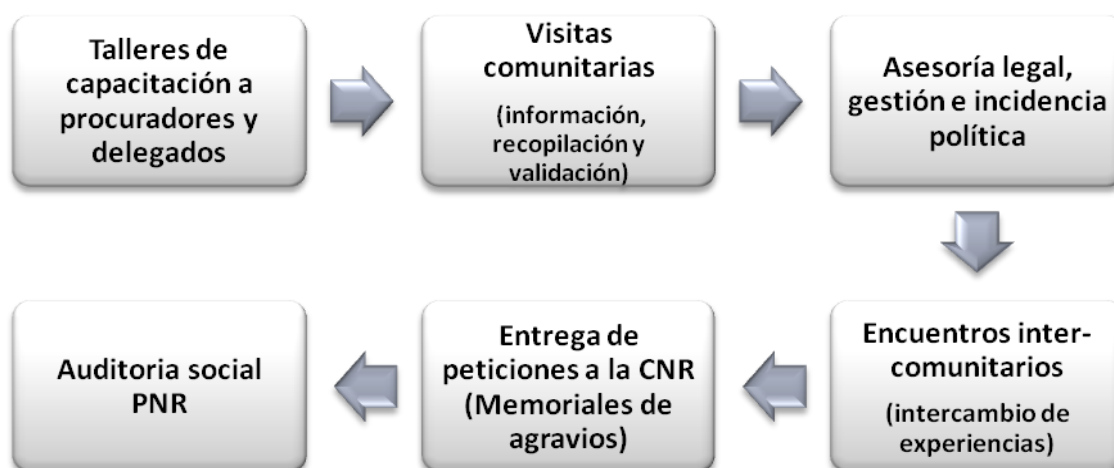 Talleres de
capacitación a
procuradores y
delegados
Visitas
comunitarias
(información,
recopilación y
validación)
Asesoría legal,
gestión e incidencia
política
Encuentros inter-
comunitarios
(intercambio de
experiencias)
Entrega de
peticiones a la CNR
(Memoriales de
agravios)
Auditoria social
PNR